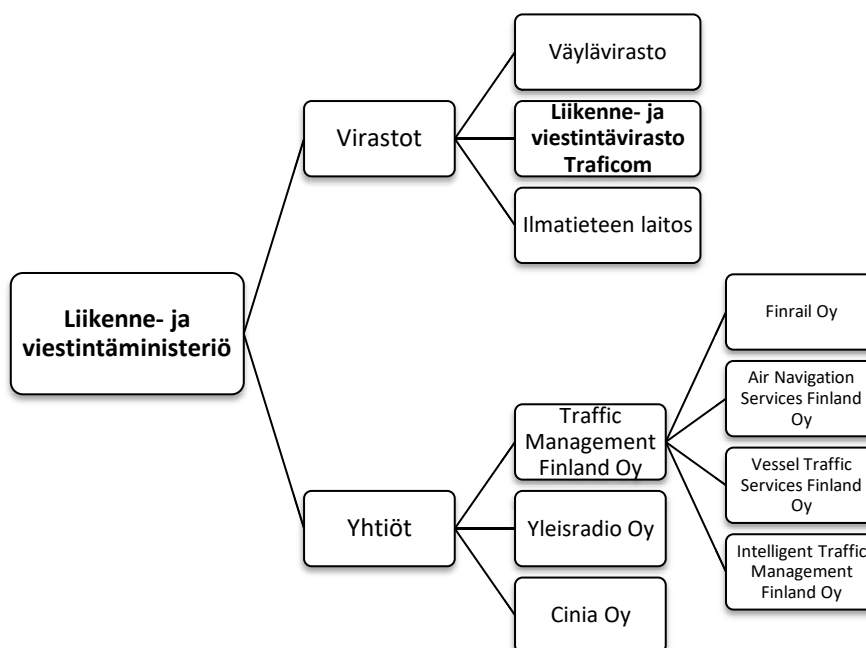 Väylävirasto
Virastot
Liikenne- ja
viestintävirasto
Traficom
Ilmatieteen laitos
Liikenne- ja
viestintäministeriö
Finrail Oy
Air Navigation
Services Finland
Oy
Traffic
Management
Finland Oy
Vessel Traffic
Services Finland
Oy
Yhtiöt
Yleisradio Oy
Intelligent Traffic
Management
Finland Oy
Cinia Oy